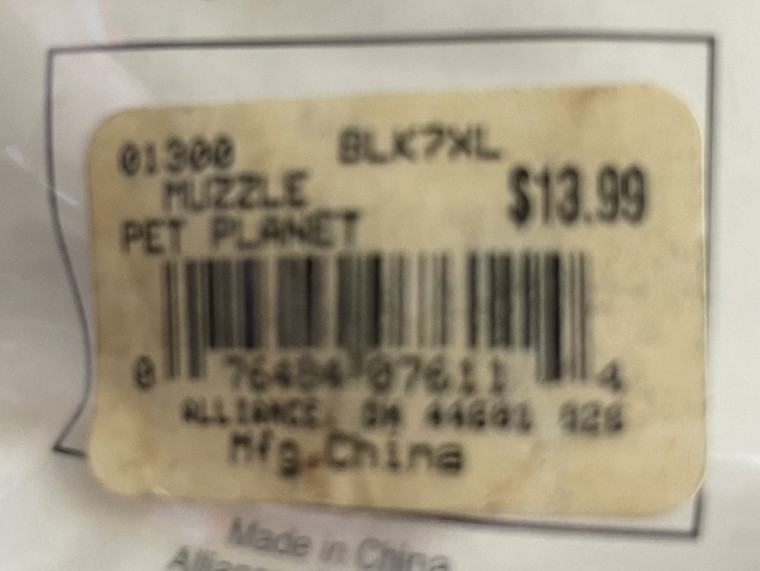 01300 BLK7XL
MUZZLE
$13.99
PET PLANET
0 76484 07611 4
ALLIANCE, OH 44601 926
Mfg China
Made in China